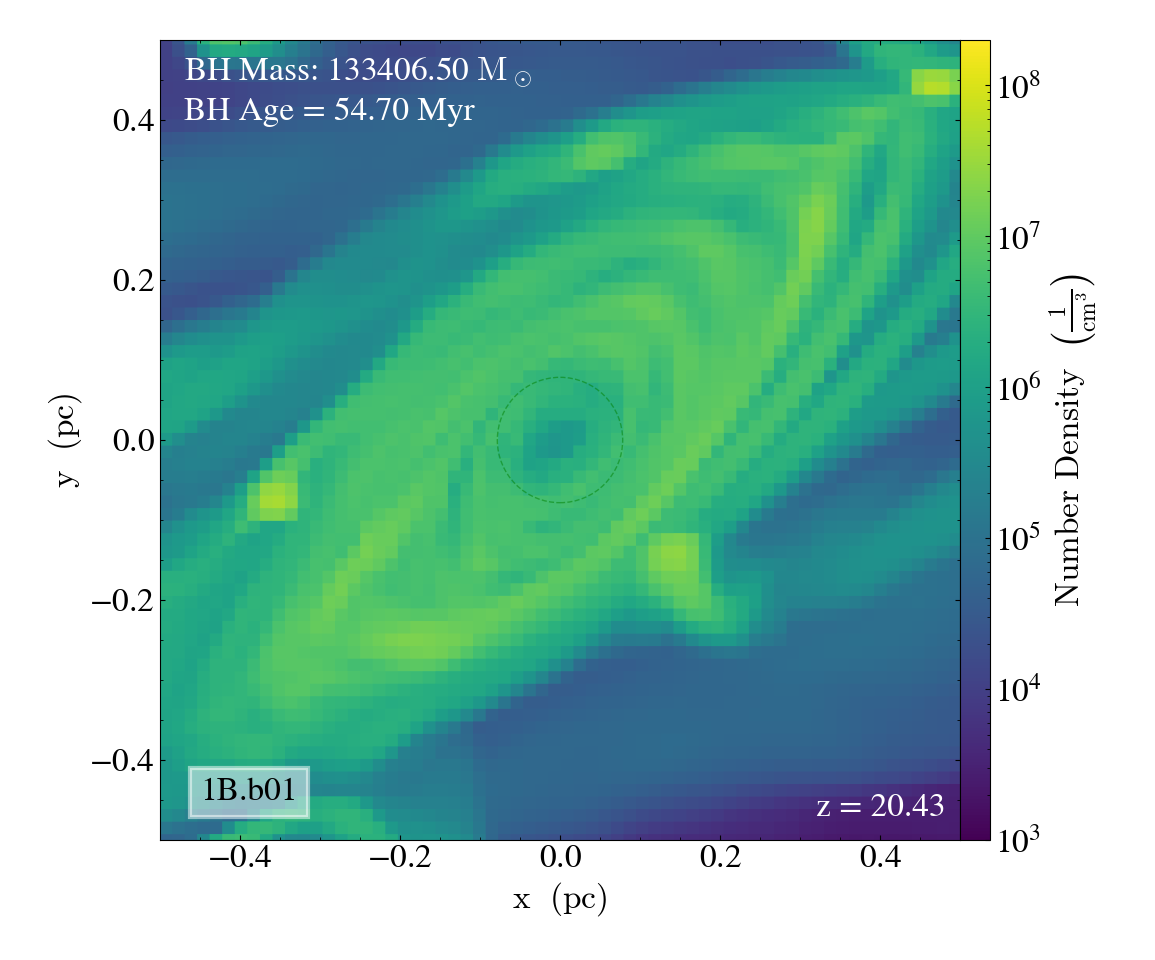 BH Mass: 133406.50 M☉
BH Age = 54.70 Myr
0.4
0.2
0.0
−0.2
−0.4
y (pc)
1B.b01
z = 20.43
−0.4 −0.2 0.0 0.2 0.4
x (pc)
10⁸
10⁷
10⁶
10⁵
10⁴
10³
Number Density (1/cm³)